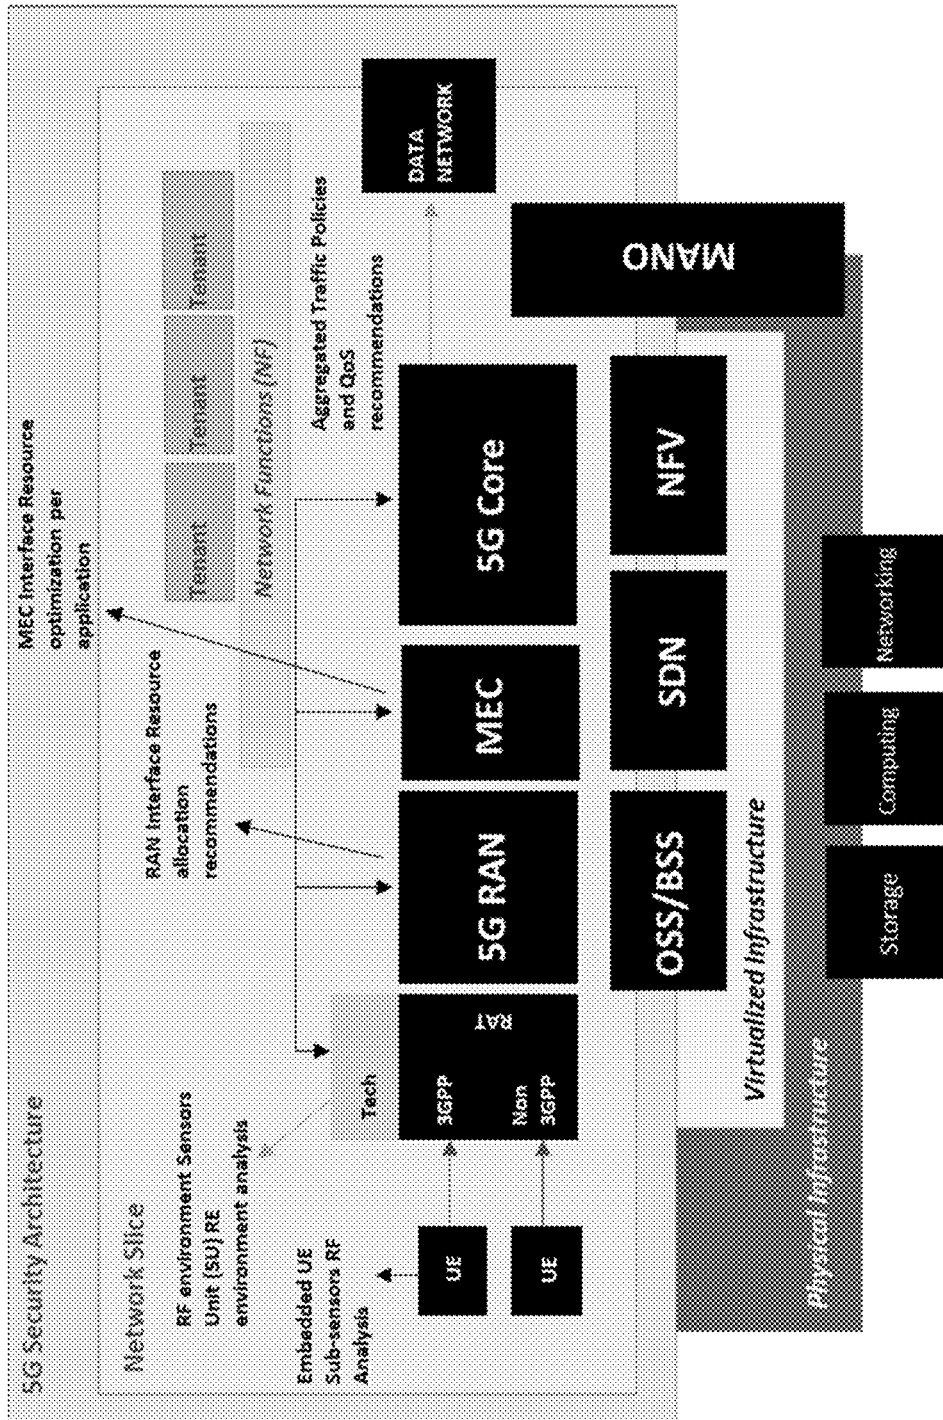 5G Security Architecture
MEC Interface Resource
optimization per
application
Network Slice
RF environment Sensors
Unit (SU) RE
environment analysis
RAN Interface Resource
allocation
recommendations
Tenant
Tenant
Tenant
Network Functions (NF)
Embedded UE
Sub-sensors RF
Analysis
Aggregated Traffic Policies
and QoS
recommendations
Tech
UE
UE
3GPP
Non
3GPP
RAT
5G RAN
MEC
5G Core
DATA
NETWORK
OSS/BSS
SDN
NFV
MANO
Virtualized Infrastructure
Physical Infrastructure
Storage
Computing
Networking